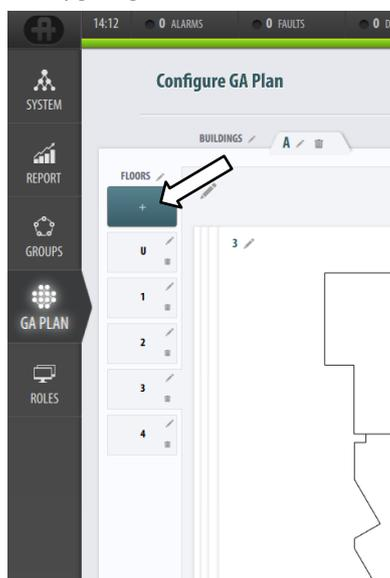 14:12 0 ALARMS 0 FAULTS 0 D
SYSTEM
Configure GA Plan
BUILDINGS A
REPORT
FLOORS
+
3
GROUPS
U
1
GA PLAN
2
3
ROLES
4